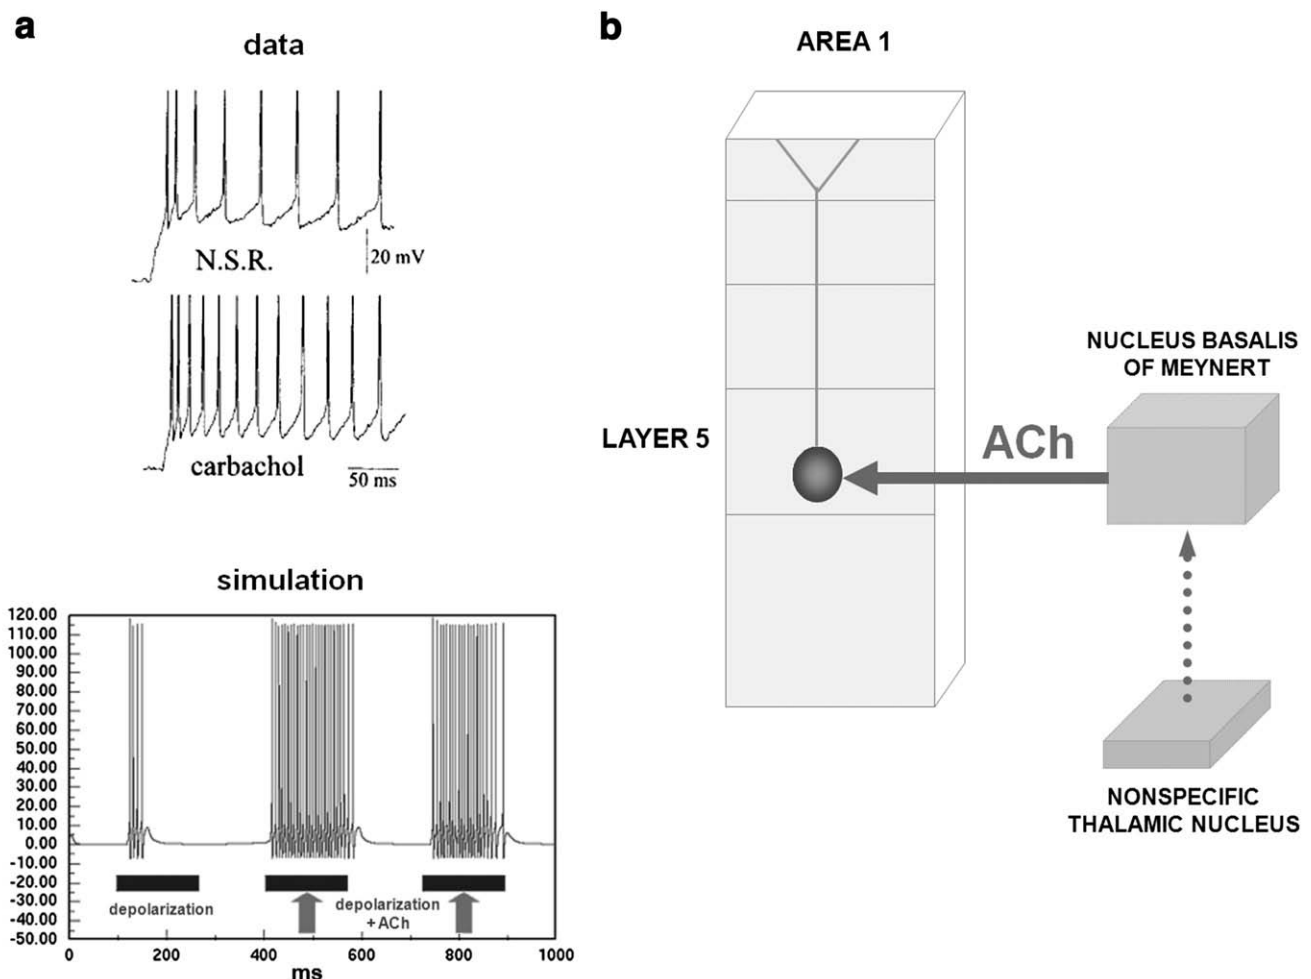 a
data
N.S.R.
20 mV
carbachol
50 ms
simulation
120.00
110.00
100.00
90.00
80.00
70.00
60.00
50.00
40.00
30.00
20.00
10.00
0.00
-10.00
-20.00
-30.00
-40.00
-50.00
depolarization
depolarization
+ ACh
0 200 400 600 800 1000
ms
b
AREA 1
LAYER 5
ACh
NUCLEUS BASALIS
OF MEYNERT
NONSPECIFIC
THALAMIC NUCLEUS